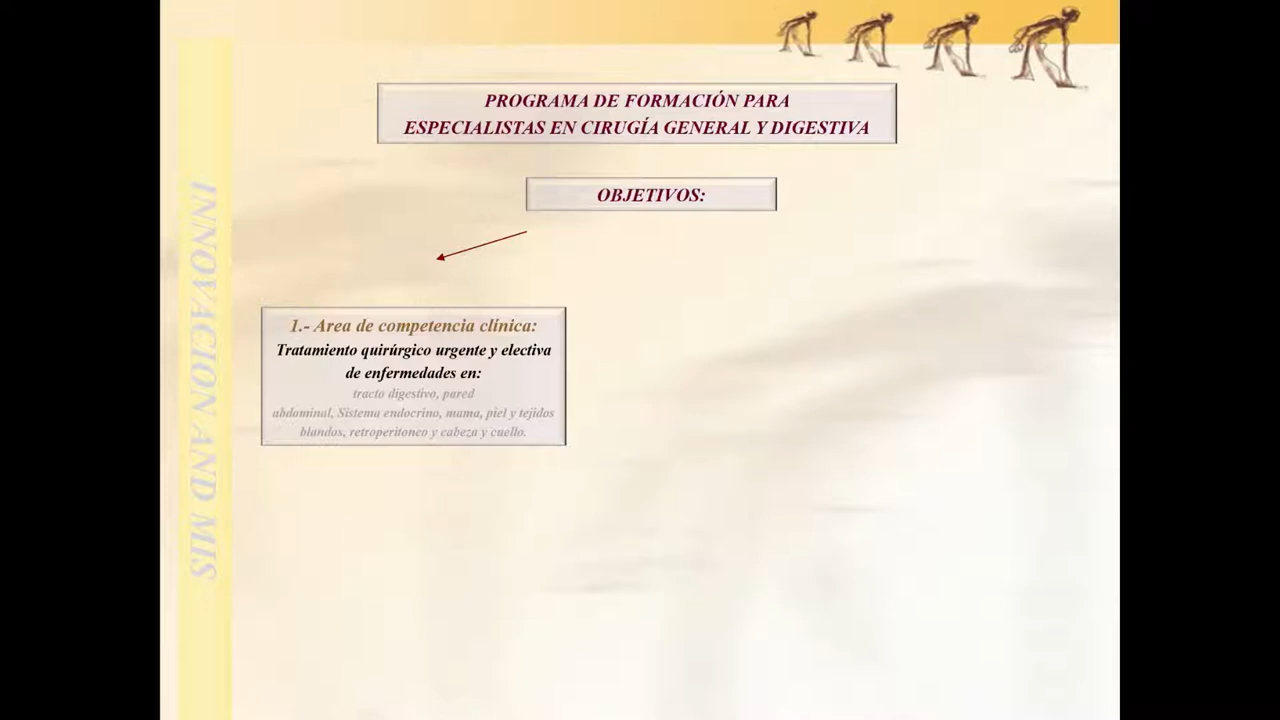 PROGRAMA DE FORMACIÓN PARA
ESPECIALISTAS EN CIRUGÍA GENERAL Y DIGESTIVA
OBJETIVOS:
INNOVACION AND MIS
1.- Area de competencia clínica:
Tratamiento quirúrgico urgente y electiva
de enfermedades en:
tracto digestivo, pared
abdominal, Sistema endocrino, mama, piel y tejidos
blandos, retroperitoneo y cabeza y cuello.